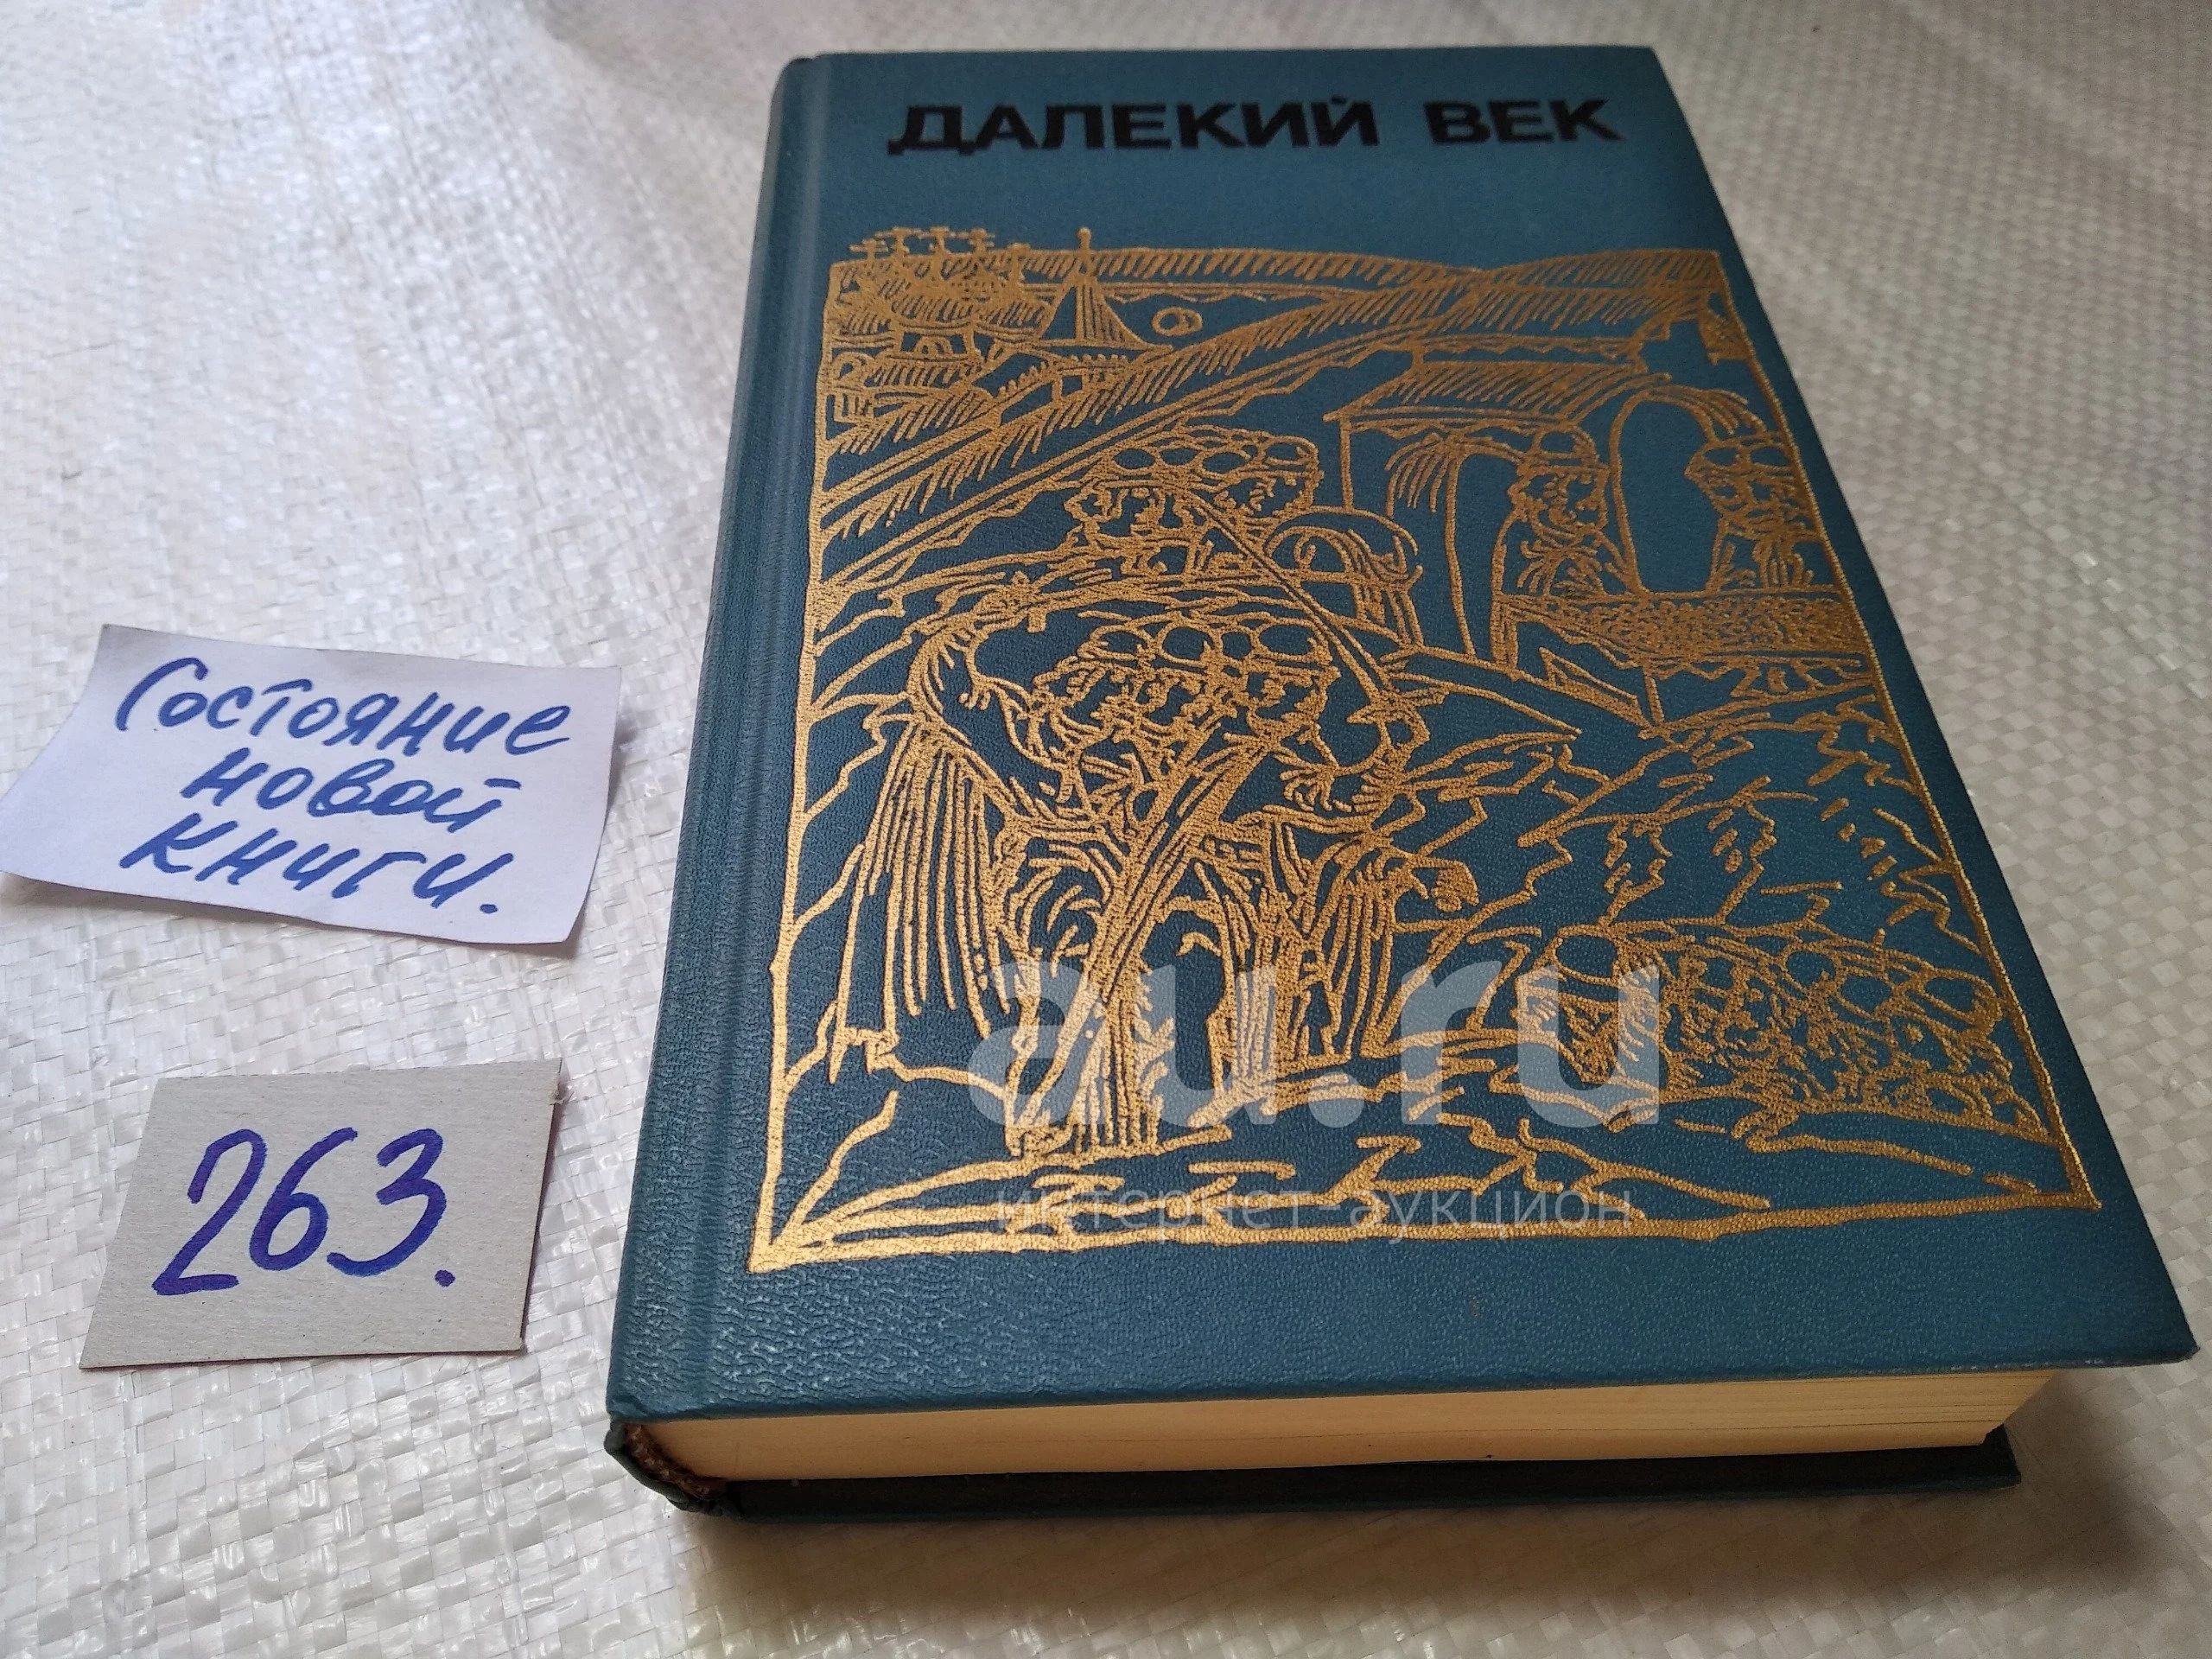 ДАЛЕКИЙ ВЕК
Состояние
новой
книги.
263.
au.ru
интернет-аукцион